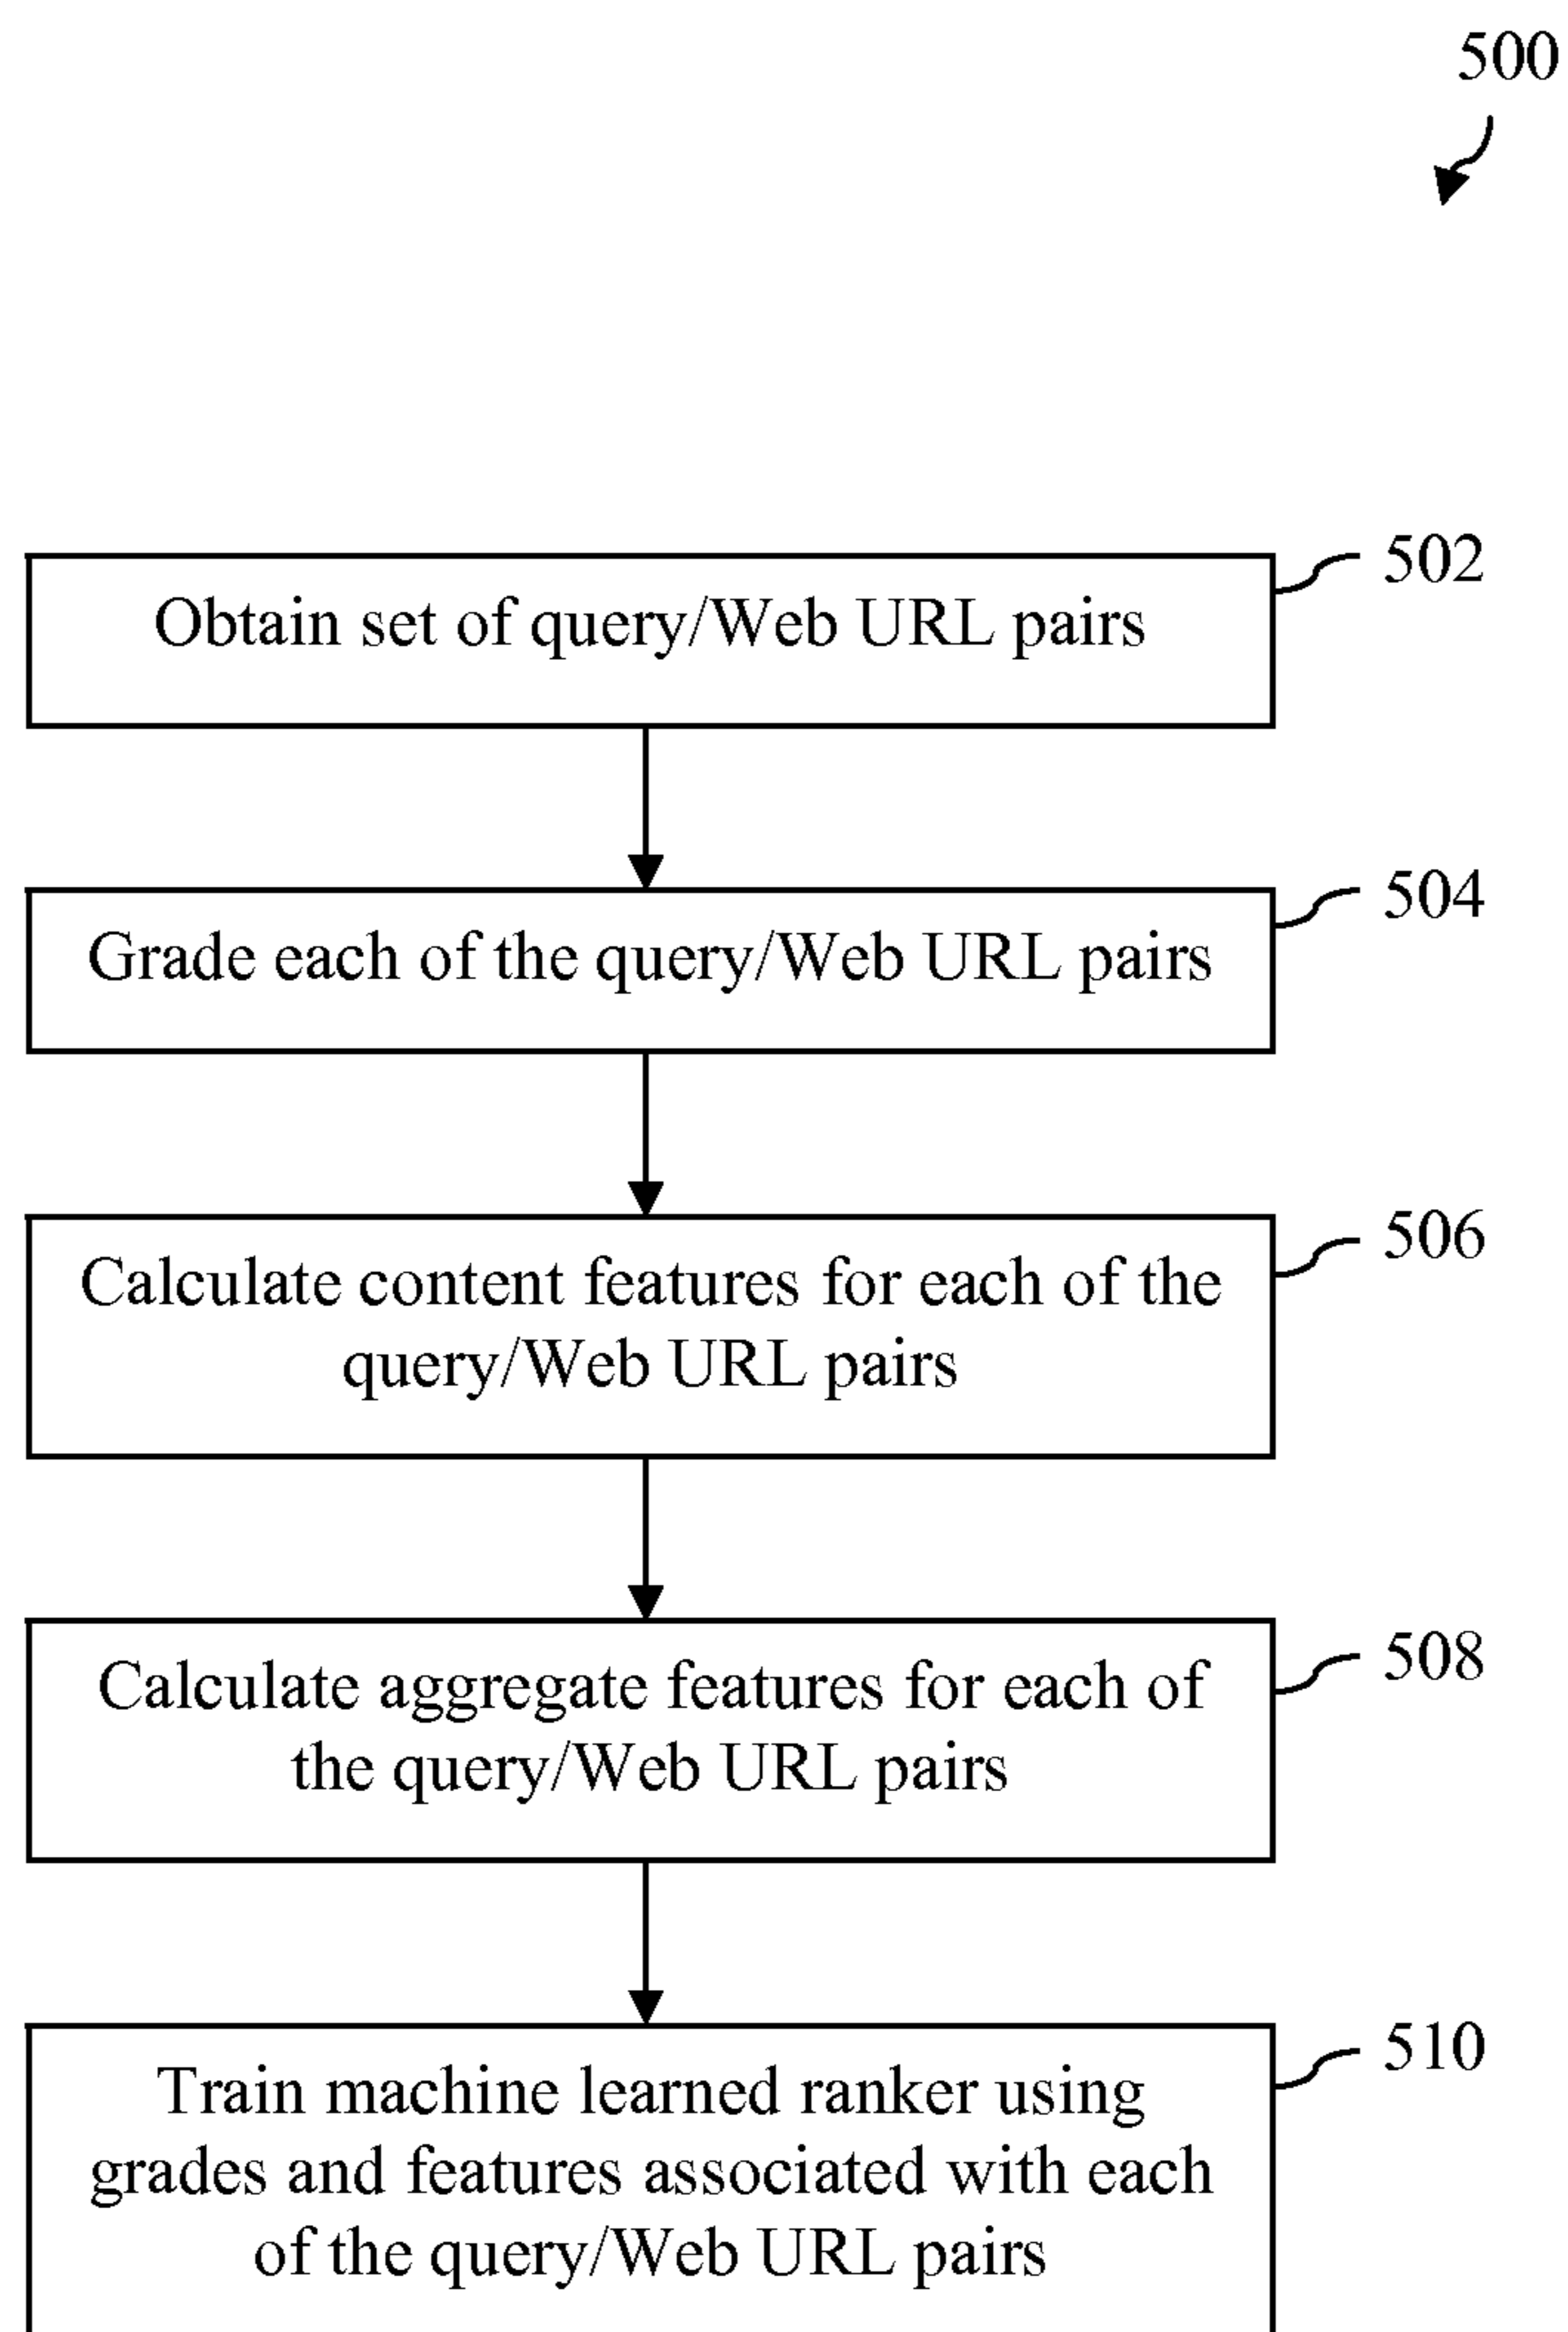 500
Obtain set of query/Web URL pairs
502
Grade each of the query/Web URL pairs
504
Calculate content features for each of the
query/Web URL pairs
506
Calculate aggregate features for each of
the query/Web URL pairs
508
Train machine learned ranker using
grades and features associated with each
of the query/Web URL pairs
510